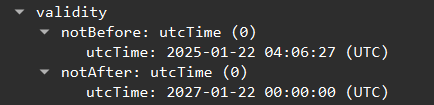 validity
notBefore: utcTime (0)
utcTime: 2025-01-22 04:06:27 (UTC)
notAfter: utcTime (0)
utcTime: 2027-01-22 00:00:00 (UTC)